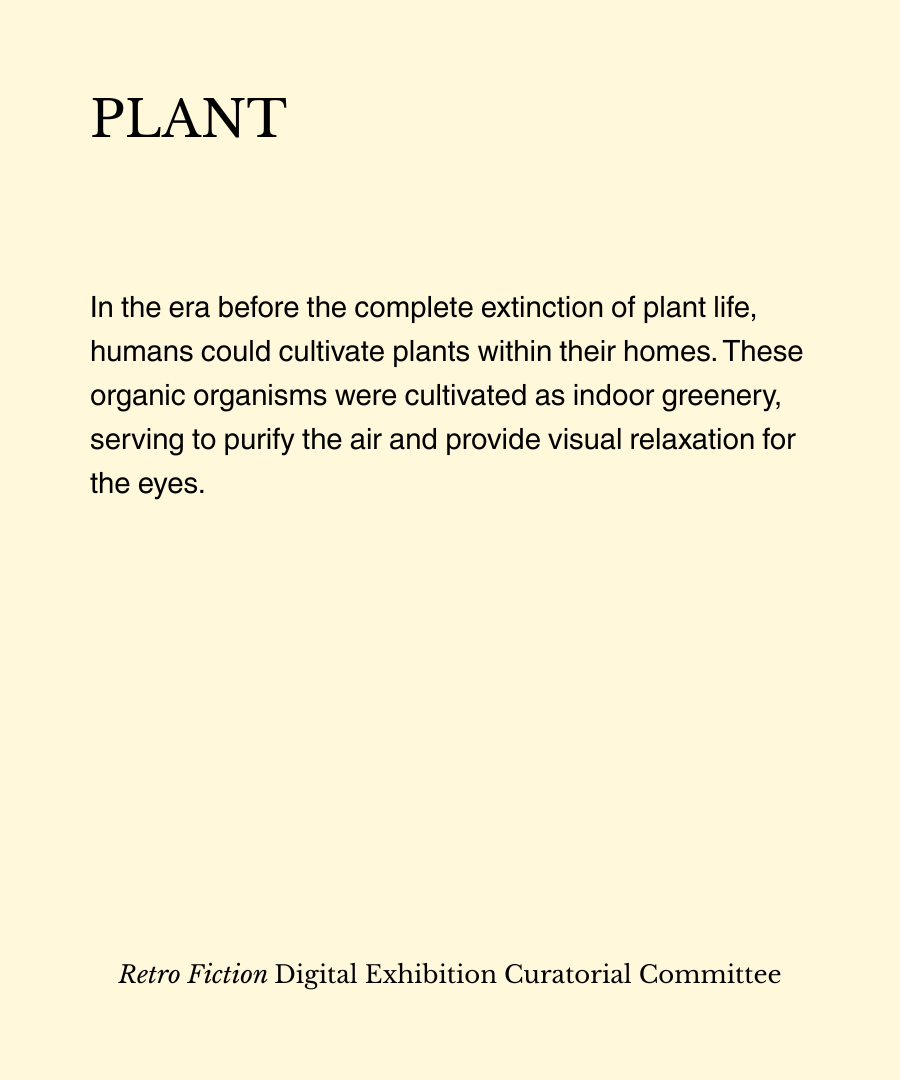 PLANT
In the era before the complete extinction of plant life,
humans could cultivate plants within their homes. These
organic organisms were cultivated as indoor greenery,
serving to purify the air and provide visual relaxation for
the eyes.
Retro Fiction Digital Exhibition Curatorial Committee